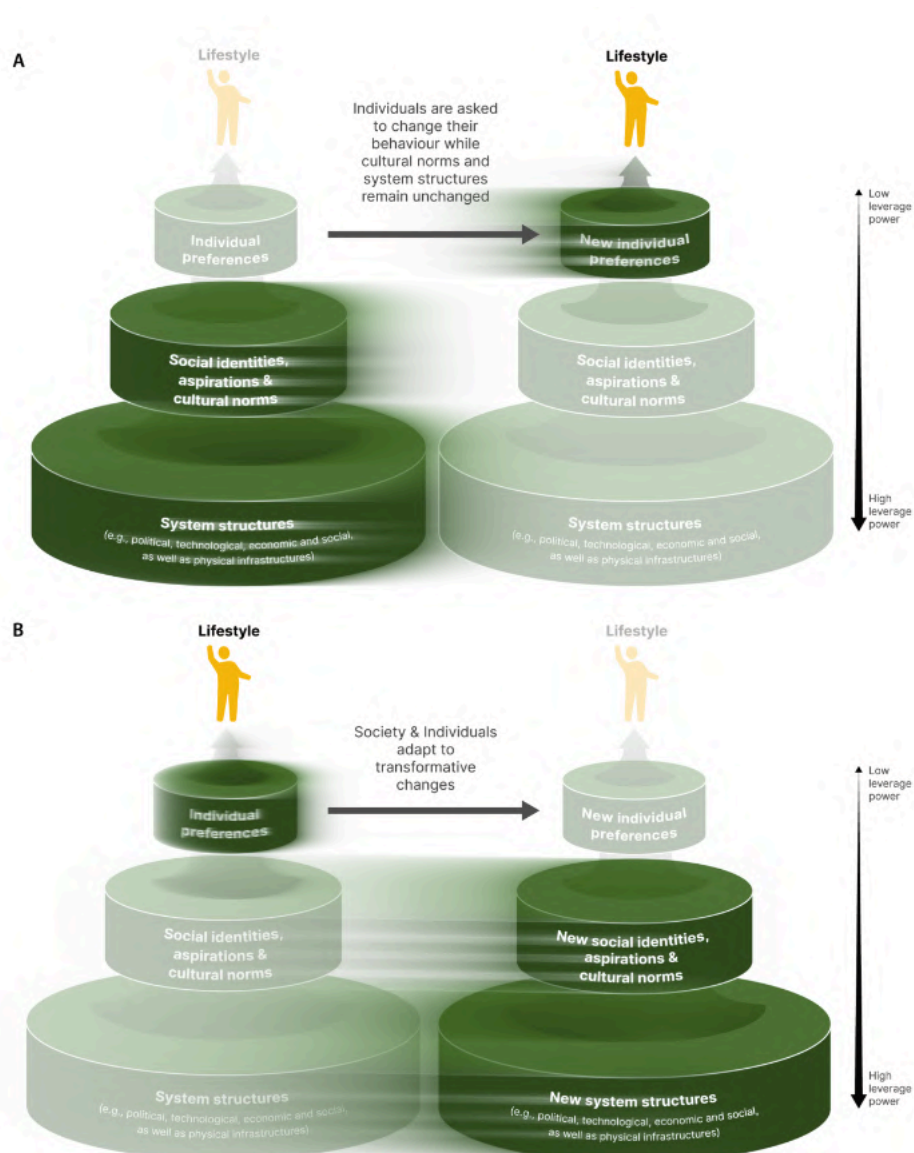 A
Lifestyle
Lifestyle
Individuals are asked
to change their
behaviour while
cultural norms and
system structures
remain unchanged
Low
leverage
power
Individual
preferences
New individual
preferences
Social identities,
aspirations &
cultural norms
Social identities,
aspirations &
cultural norms
System structures
(e.g., political, technological, economic and social,
as well as physical infrastructures)
System structures
(e.g., political, technological, economic and social,
as well as physical infrastructures)
High
leverage
power
B
Lifestyle
Lifestyle
Society & Individuals
adapt to
transformative
changes
Low
leverage
power
Individual
preferences
New individual
preferences
Social identities,
aspirations &
cultural norms
New social identities,
aspirations &
cultural norms
System structures
(e.g., political, technological, economic and social,
as well as physical infrastructures)
New system structures
(e.g., political, technological, economic and social,
as well as physical infrastructures)
High
leverage
power